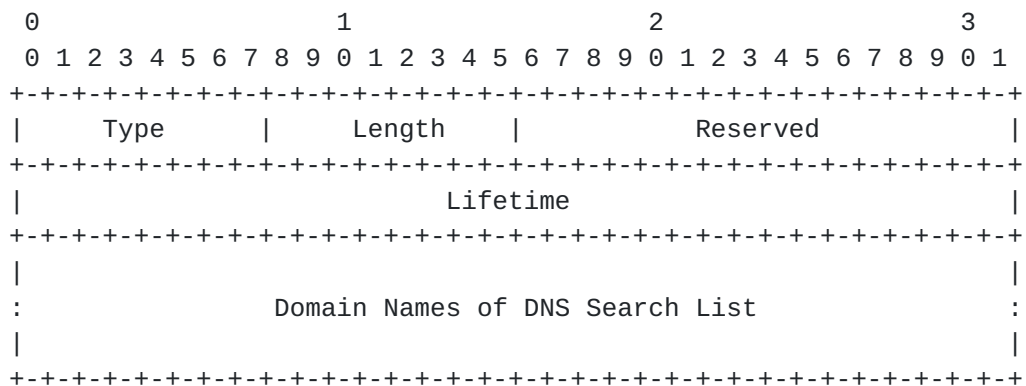 0                   1                   2                   3
 0 1 2 3 4 5 6 7 8 9 0 1 2 3 4 5 6 7 8 9 0 1 2 3 4 5 6 7 8 9 0 1
+-+-+-+-+-+-+-+-+-+-+-+-+-+-+-+-+-+-+-+-+-+-+-+-+-+-+-+-+-+-+-+-+
|     Type      |     Length    |           Reserved            |
+-+-+-+-+-+-+-+-+-+-+-+-+-+-+-+-+-+-+-+-+-+-+-+-+-+-+-+-+-+-+-+-+
|                           Lifetime                            |
+-+-+-+-+-+-+-+-+-+-+-+-+-+-+-+-+-+-+-+-+-+-+-+-+-+-+-+-+-+-+-+-+
|                                                               |
:                Domain Names of DNS Search List                :
|                                                               |
+-+-+-+-+-+-+-+-+-+-+-+-+-+-+-+-+-+-+-+-+-+-+-+-+-+-+-+-+-+-+-+-+